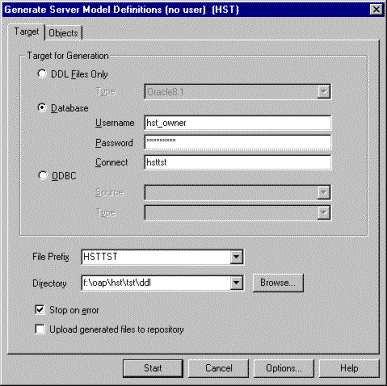 Generate Server Model Definitions (no user) (HST)
Target Objects
Target for Generation
DDL Files Only
Type Oracle8.1
Database
Username hst_owner
Password *********
Connect hsttst
ODBC
Source
Type
File Prefix HSTTST
Directory f:\oap\hst\tst\ddl Browse...
Stop on error
Upload generated files to repository
Start Cancel Options... Help